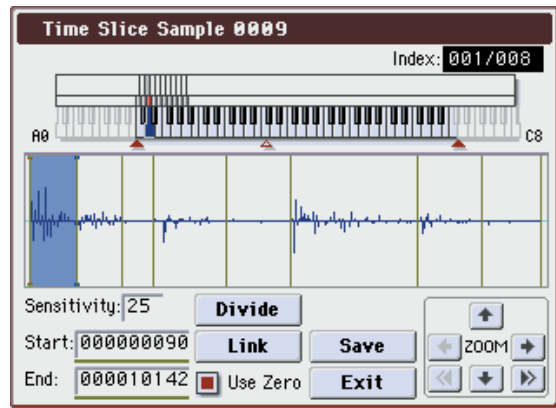 Time Slice Sample 0009
Index: 001/008
A0 C8
Sensitivity: 25 Divide
Start: 000000090 Link Save ZOOM
End: 000010142 Use Zero Exit